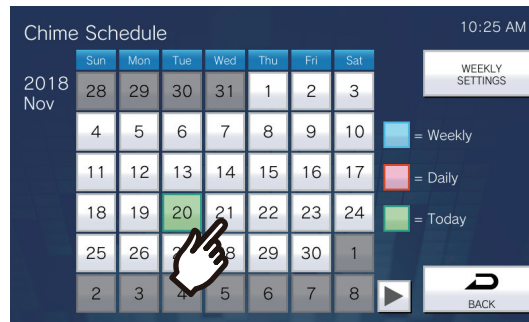 Chime Schedule
10:25 AM
2018
Nov
Sun Mon Tue Wed Thu Fri Sat
28 29 30 31 1 2 3
4 5 6 7 8 9 10
11 12 13 14 15 16 17
18 19 20 21 22 23 24
25 26 29 30 1
2 3 4 5 6 7 8
WEEKLY
SETTINGS
= Weekly
= Daily
= Today
BACK